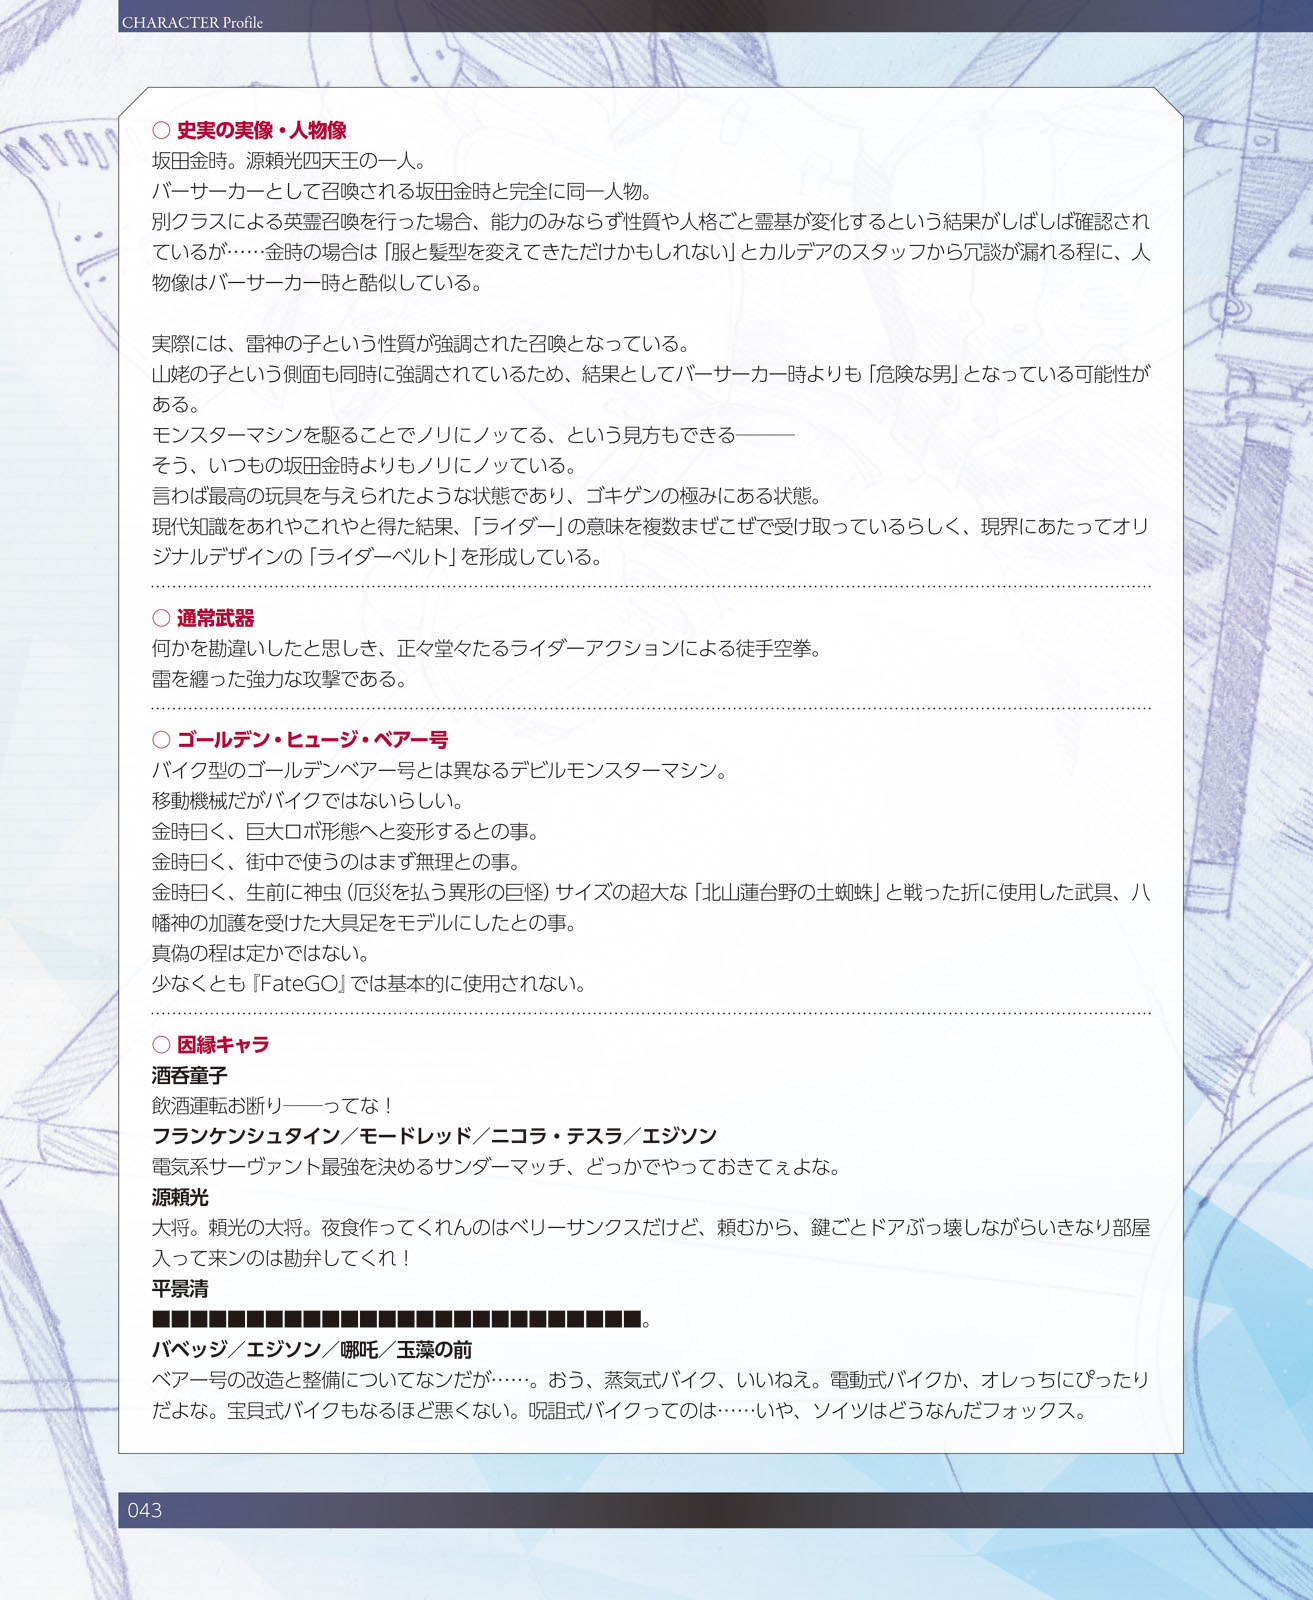 CHARACTER Profile
○ 史実の実像・人物像
坂田金時。源頼光四天王の一人。
バーサーカーとして召喚される坂田金時と完全に同一人物。
別クラスによる英霊召喚を行った場合、能力のみならず性質や人格ごと霊基が変化するという結果がしばしば確認され
ているが……金時の場合は「服と髪型を変えてきただけかもしれない」とカルデアのスタッフから冗談が漏れる程に、人
物像はバーサーカー時と酷似している。
実際には、雷神の子という性質が強調された召喚となっている。
山姥の子という側面も同時に強調されているため、結果としてバーサーカー時よりも「危険な男」となっている可能性が
ある。
モンスターマシンを駆ることでノリにノッてる、という見方もできる———
そう、いつもの坂田金時よりもノリにノッている。
言わば最高の玩具を与えられたような状態であり、ゴキゲンの極みにある状態。
現代知識をあれやこれやと得た結果、「ライダー」の意味を複数まぜこぜで受け取っているらしく、現界にあたってオリ
ジナルデザインの「ライダーベルト」を形成している。
○ 通常武器
何かを勘違いしたと思しき、正々堂々たるライダーアクションによる徒手空拳。
雷を纏った強力な攻撃である。
○ ゴールデン・ヒュージ・ベアー号
バイク型のゴールデンベアー号とは異なるデビルモンスターマシン。
移動機械だがバイクではないらしい。
金時曰く、巨大ロボ形態へと変形するとの事。
金時曰く、街中で使うのはまず無理との事。
金時曰く、生前に神虫（厄災を払う異形の巨怪）サイズの超大な「北山蓮台野の土蜘蛛」と戦った折に使用した武具、八
幡神の加護を受けた大具足をモデルにしたとの事。
真偽の程は定かではない。
少なくとも『FateGO』では基本的に使用されない。
○ 因縁キャラ
酒呑童子
飲酒運転お断り——ってな！
フランケンシュタイン／モードレッド／ニコラ・テスラ／エジソン
電気系サーヴァント最強を決めるサンダーマッチ、どっかでやっておきてぇよな。
源頼光
大将。頼光の大将。夜食作ってくれんのはベリーサンクスだけど、頼むから、鍵ごとドアぶっ壊しながらいきなり部屋
入って来ンのは勘弁してくれ！
平景清
■■■■■■■■■■■■■■■■■■■■■■■■■■。
バベッジ／エジソン／哪吒／玉藻の前
ベアー号の改造と整備についてなンだが……。おう、蒸気式バイク、いいねえ。電動式バイクか、オレっちにぴったり
だよな。宝貝式バイクもなるほど悪くない。呪詛式バイクってのは……いや、ソイツはどうなんだフォックス。
043